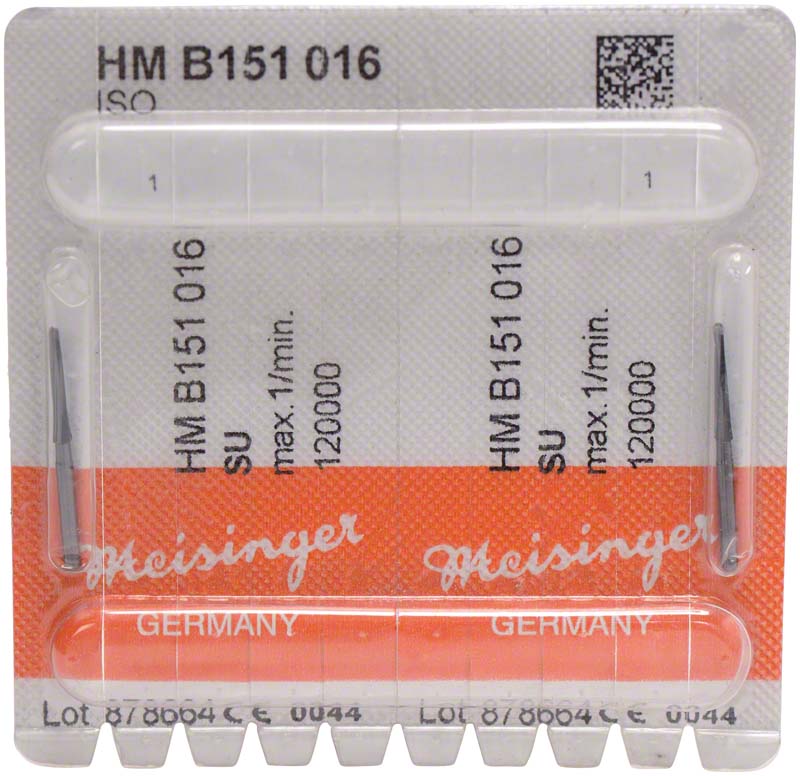 HM B151 016
ISO
1
1
HM B151 016
SU
max. 1/min.
120000
HM B151 016
SU
max. 1/min.
120000
Meisinger
Meisinger
GERMANY
GERMANY
Lot 878664 CE 0044
Lot 878664 CE 0044